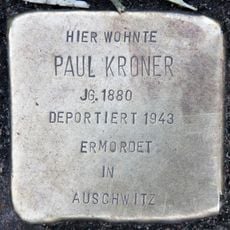 HIER WOHNTE
PAUL KRONER
JG. 1880
DEPORTIERT 1943
ERMORDET
IN
AUSCHWITZ